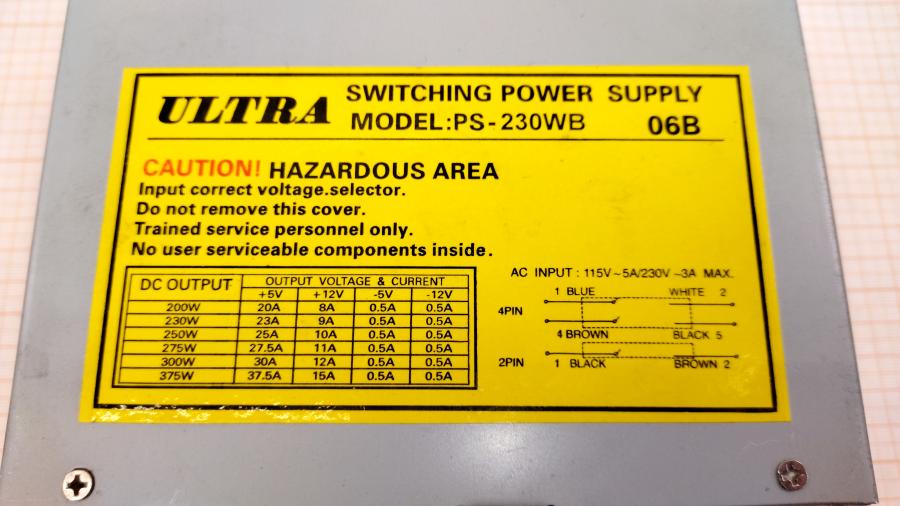 ULTRA SWITCHING POWER SUPPLY
MODEL:PS-230WB 06B
CAUTION! HAZARDOUS AREA
Input correct voltage.selector.
Do not remove this cover.
Trained service personnel only.
No user serviceable components inside.
DC OUTPUT OUTPUT VOLTAGE & CURRENT
+5V +12V -5V -12V
200W 20A 8A 0.5A 0.5A
230W 23A 9A 0.5A 0.5A
250W 25A 10A 0.5A 0.5A
275W 27.5A 11A 0.5A 0.5A
300W 30A 12A 0.5A 0.5A
375W 37.5A 15A 0.5A 0.5A
AC INPUT : 115V~5A/230V ~3A MAX.
1 BLUE WHITE 2
4PIN
4 BROWN BLACK 5
2PIN 1 BLACK BROWN 2